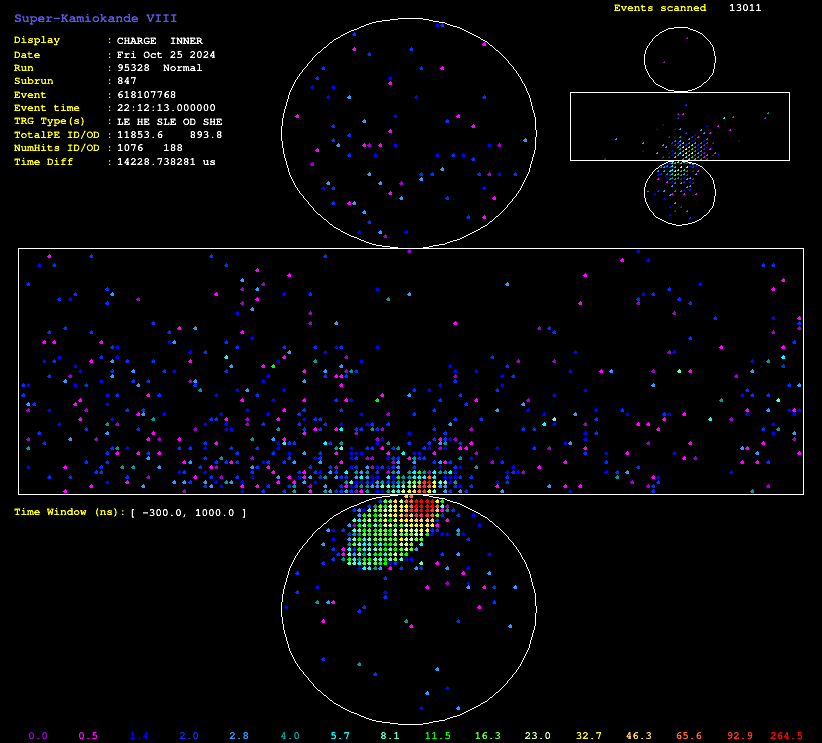 Super-Kamiokande VIII
Events scanned 13011
Display : CHARGE INNER
Date : Fri Oct 25 2024
Run : 95328 Normal
Subrun : 847
Event : 618107768
Event time : 22:12:13.000000
TRG Type(s) : LE HE SLE OD SHE
TotalPE ID/OD : 11853.6 893.8
NumHits ID/OD : 1076 188
Time Diff : 14228.738281 us
Time Window (ns): [ -300.0, 1000.0 ]
0.0 0.5 1.4 2.0 2.8 4.0 5.7 8.1 11.5 16.3 23.0 32.7 46.3 65.6 92.9 264.5